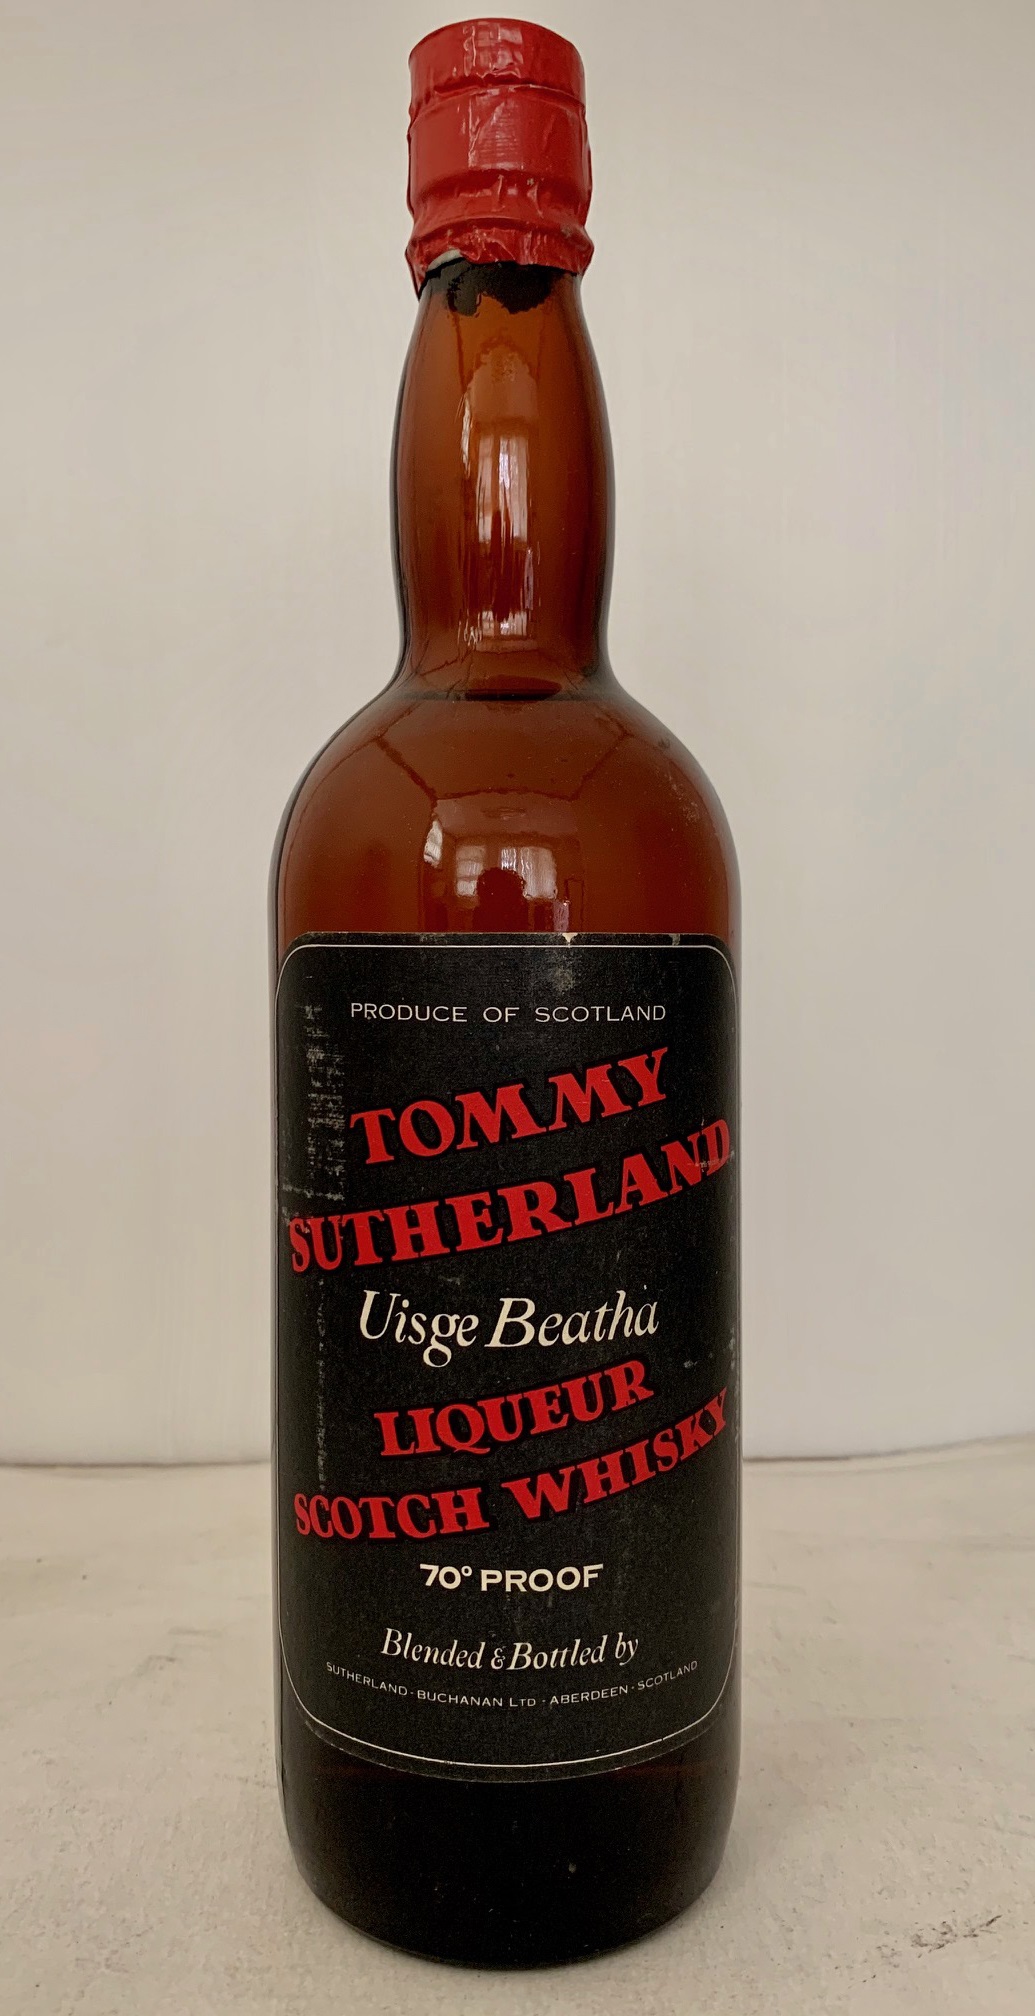 PRODUCE OF SCOTLAND
TOMMY
SUTHERLAND
Uisge Beatha
LIQUEUR
SCOTCH WHISKY
70º PROOF
Blended & Bottled by
SUTHERLAND-BUCHANAN LTD - ABERDEEN - SCOTLAND